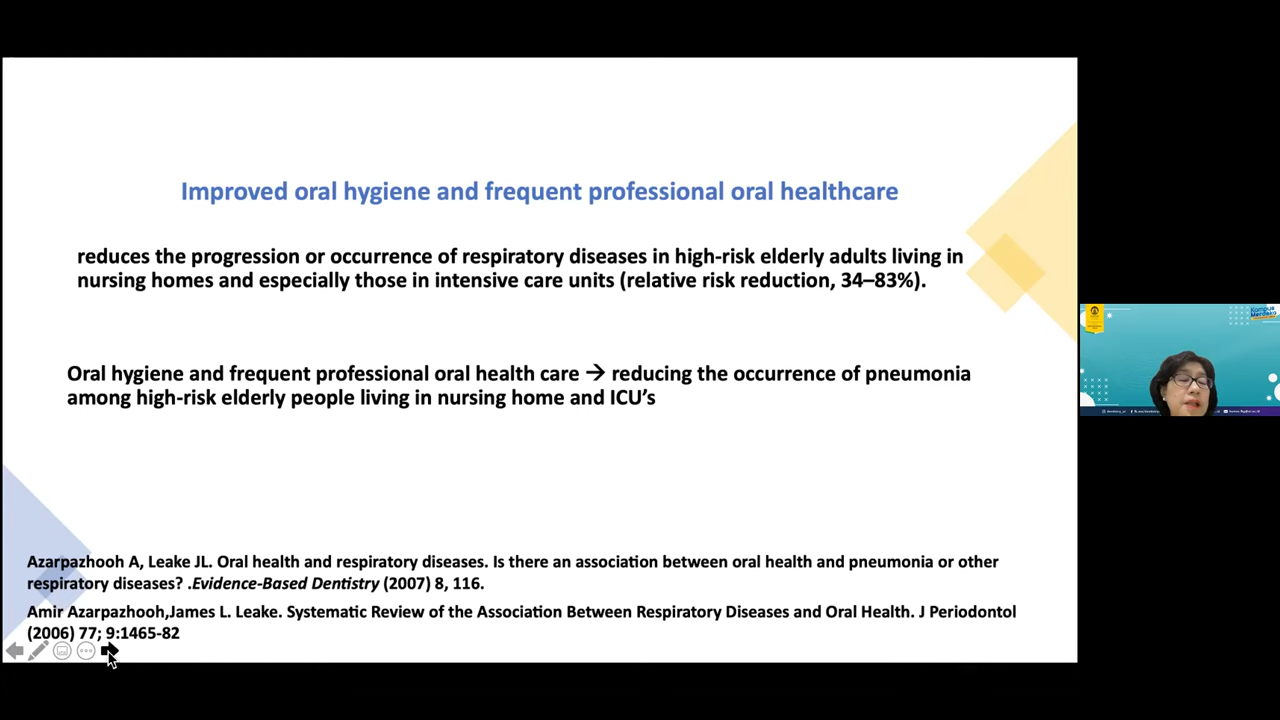 Improved oral hygiene and frequent professional oral healthcare
reduces the progression or occurrence of respiratory diseases in high-risk elderly adults living in
nursing homes and especially those in intensive care units (relative risk reduction, 34–83%).
Oral hygiene and frequent professional oral health care → reducing the occurrence of pneumonia
among high-risk elderly people living in nursing home and ICU’s
Azarpazhooh A, Leake JL. Oral health and respiratory diseases. Is there an association between oral health and pneumonia or other
respiratory diseases? .Evidence-Based Dentistry (2007) 8, 116.
Amir Azarpazhooh,James L. Leake. Systematic Review of the Association Between Respiratory Diseases and Oral Health. J Periodontol
(2006) 77; 9:1465-82
Kampus
Merdeka